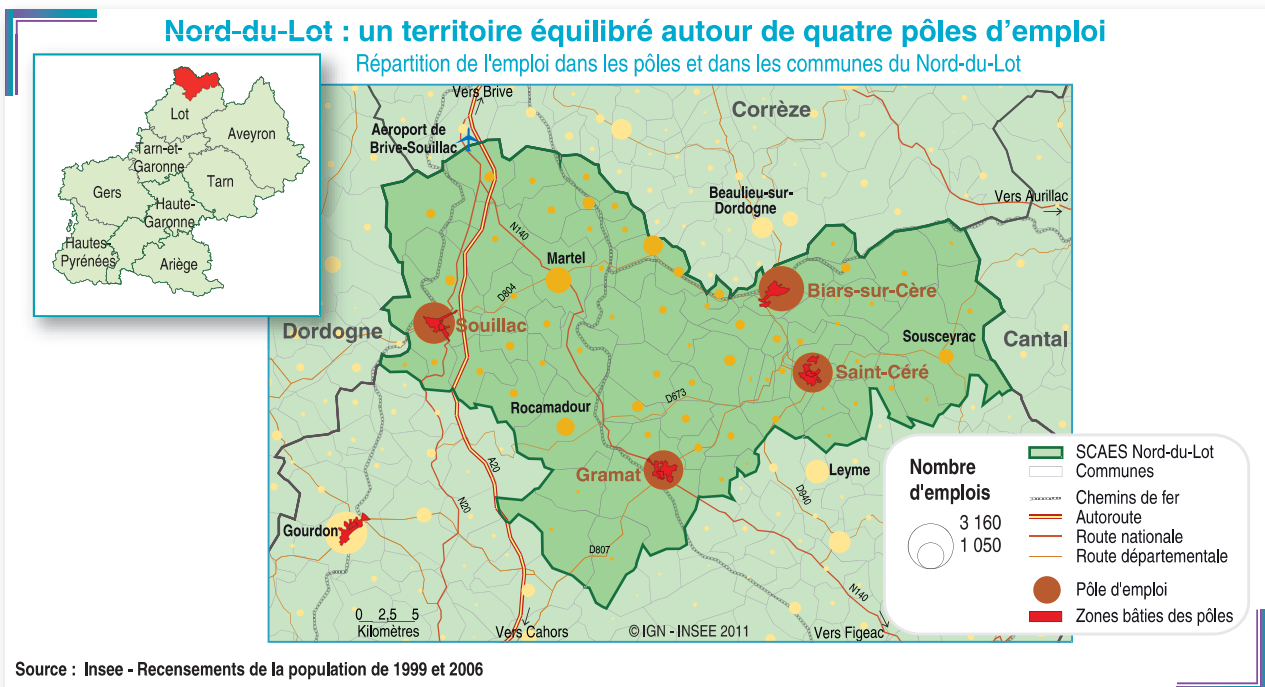 Nord-du-Lot : un territoire équilibré autour de quatre pôles d'emploi
Répartition de l'emploi dans les pôles et dans les communes du Nord-du-Lot
Lot
Aveyron
Tarn-et-
Garonne
Gers
Tarn
Haute-
Garonne
Hautes-
Pyrénées
Ariège
Vers Brive
Corrèze
Aeroport de
Brive-Souillac
Beaulieu-sur-
Dordogne
Vers Aurillac
N140
Martel
D804
Biars-sur-Cère
Dordogne
Souillac
Sousceyrac
Cantal
Saint-Céré
D673
Rocamadour
A20
Gramat
Leyme
D940
N20
Gourdon
D807
N140
0 2,5 5
Kilomètres
Vers Cahors
© IGN - INSEE 2011
Vers Figeac
Nombre
d'emplois
3 160
1 050
SCAES Nord-du-Lot
Communes
Chemins de fer
Autoroute
Route nationale
Route départementale
Pôle d'emploi
Zones bâties des pôles
Source : Insee - Recensements de la population de 1999 et 2006